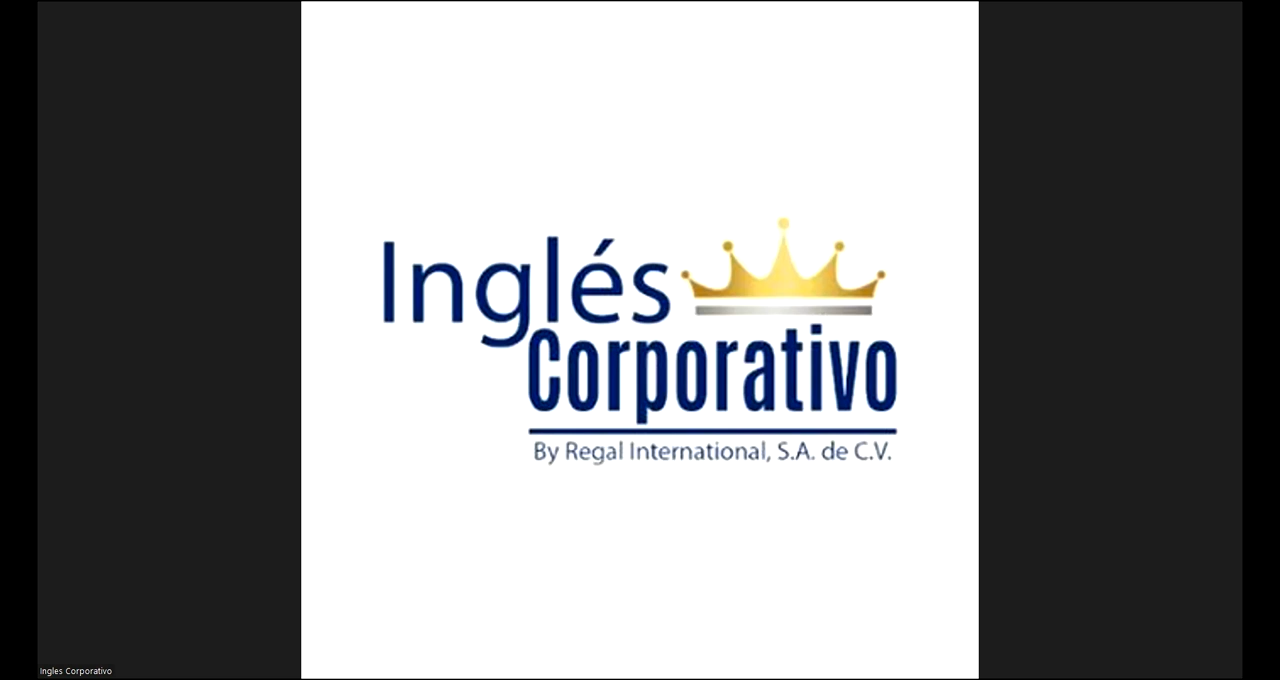 Inglés
Corporativo
By Regal International, S.A. de C.V.
Ingles Corporativo